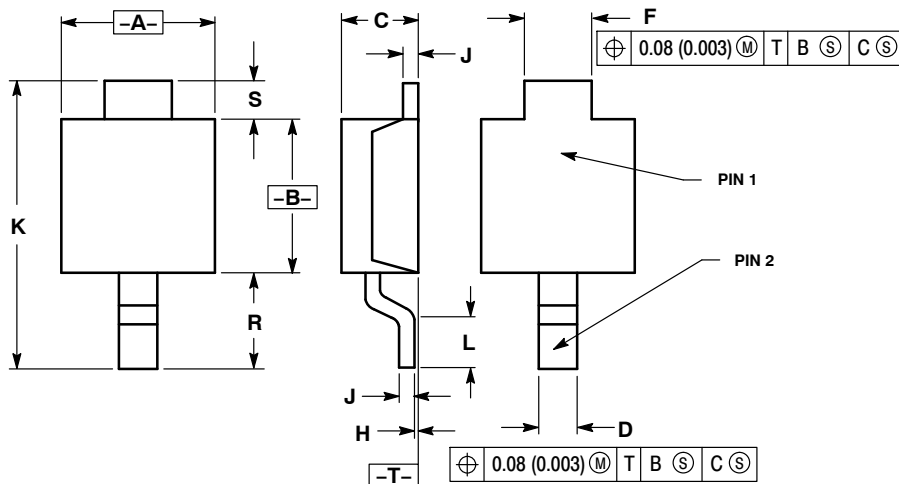 –A–
C
F
⌖ 0.08 (0.003) Ⓜ T B Ⓢ C Ⓢ
J
S
K
–B–
PIN 1
PIN 2
R
L
J
H
D
⌖ 0.08 (0.003) Ⓜ T B Ⓢ C Ⓢ
–T–